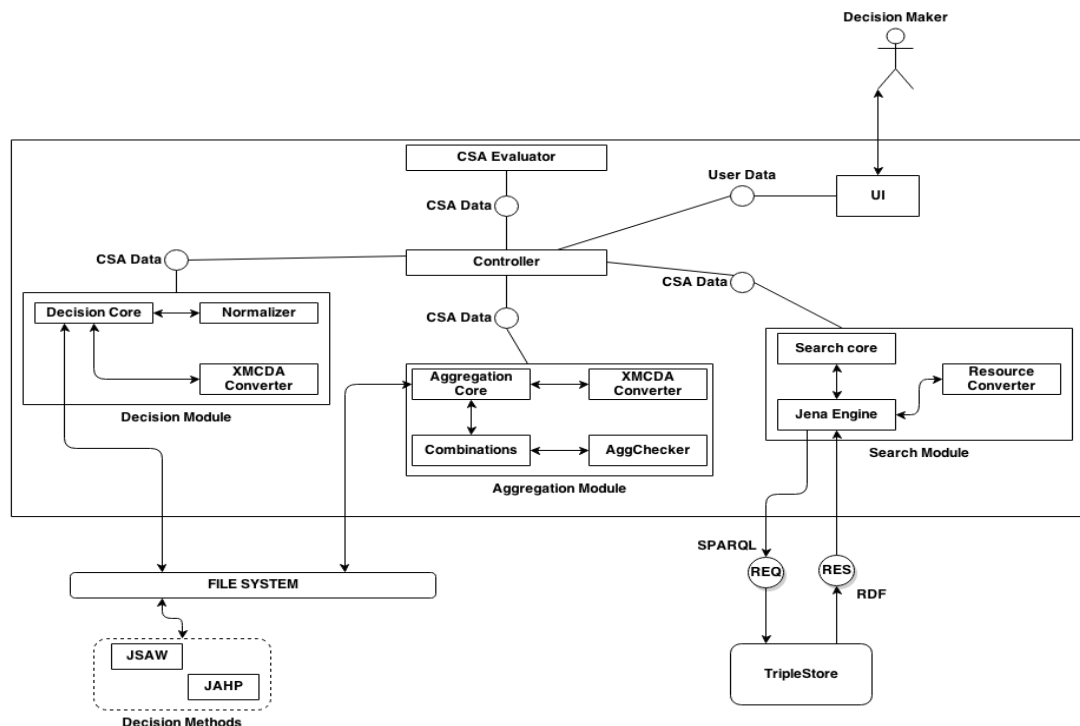 Decision Maker
CSA Evaluator
User Data
UI
CSA Data
CSA Data
Controller
CSA Data
CSA Data
Decision Core
Normalizer
XMCDA
Converter
Decision Module
Aggregation
Core
XMCDA
Converter
Combinations
AggChecker
Aggregation Module
Search core
Resource
Converter
Jena Engine
Search Module
SPARQL
REQ
RES
RDF
FILE SYSTEM
JSAW
JAHP
Decision Methods
TripleStore